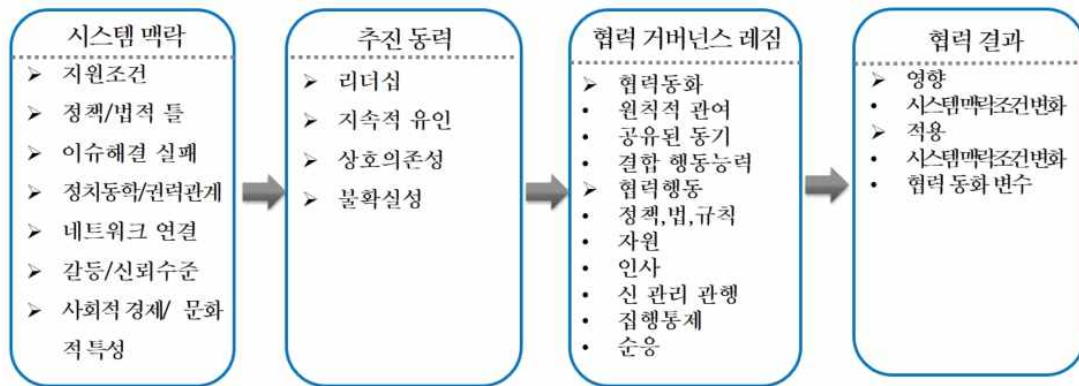 시스템 맥락
➢ 지원조건
➢ 정책/법적 틀
➢ 이슈해결 실패
➢ 정치동학/권력관계
➢ 네트워크 연결
➢ 갈등/신뢰수준
➢ 사회적 경제/ 문화
적 특성
추진 동력
➢ 리더십
➢ 지속적 유인
➢ 상호의존성
➢ 불확실성
협력 거버넌스 레짐
➢ 협력동화
• 원칙적 관여
• 공유된 동기
• 결합 행동능력
➢ 협력행동
• 정책,법,규칙
• 자원
• 인사
• 신 관리 관행
• 집행통제
• 순응
협력 결과
➢ 영향
• 시스템맥락조건변화
➢ 적용
• 시스템맥락조건변화
• 협력 동화 변수